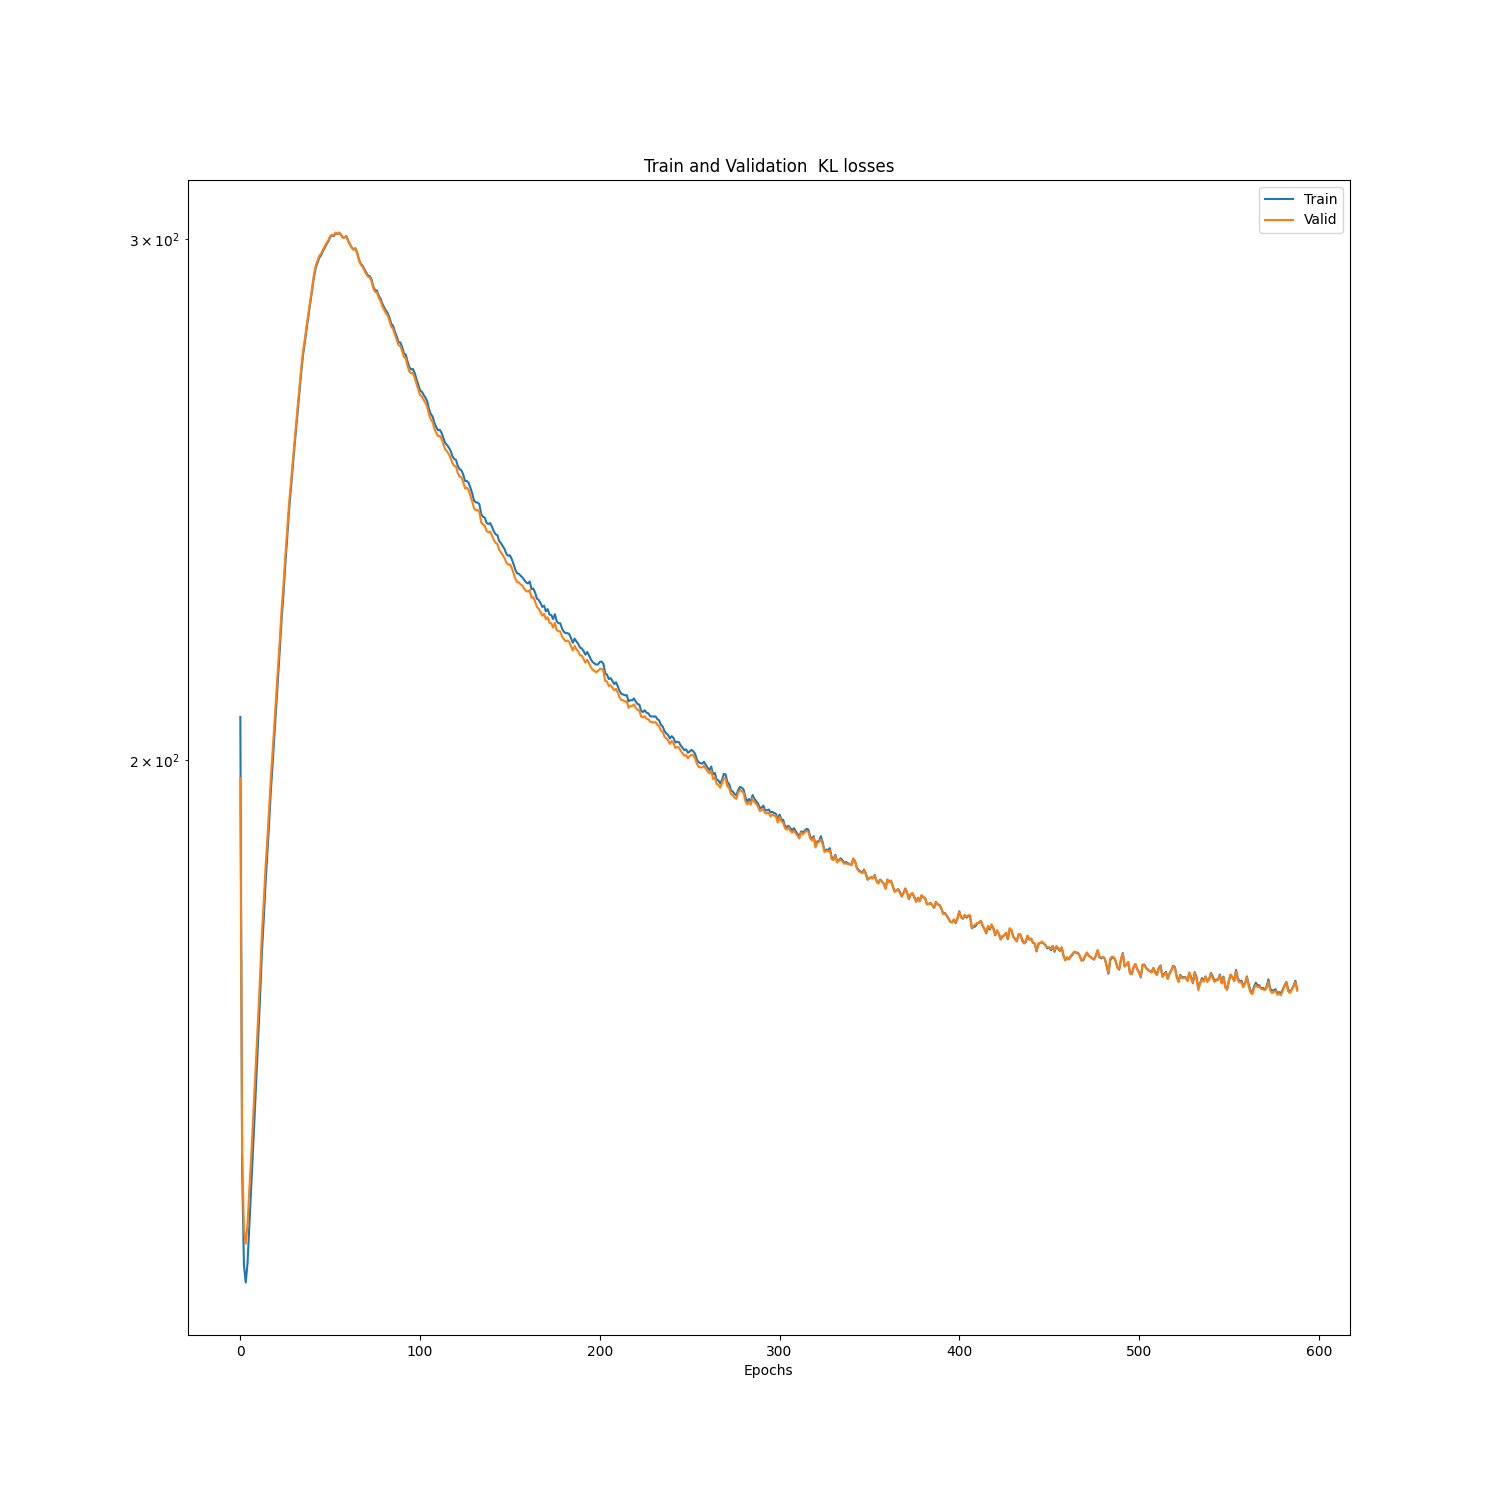 Train and Validation  KL losses
Train
Valid
3 × 10²
2 × 10²
0 100 200 300 400 500 600
Epochs